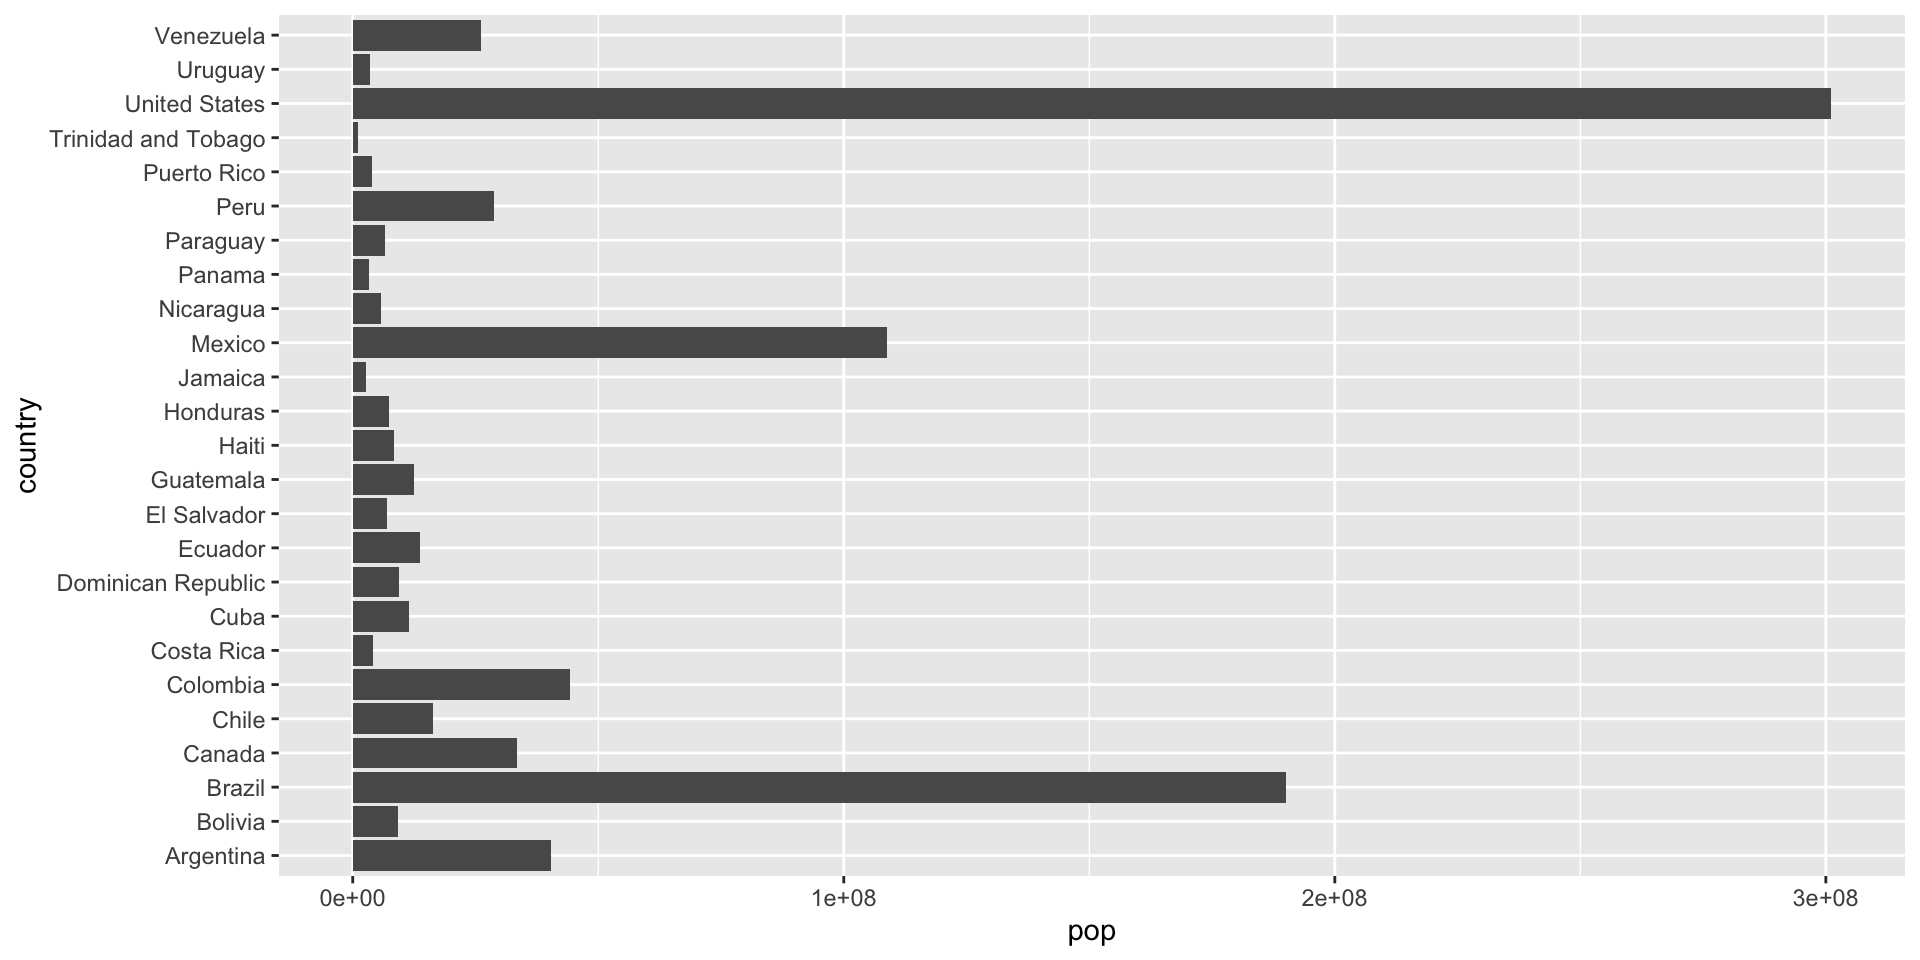 Venezuela
Uruguay
United States
Trinidad and Tobago
Puerto Rico
Peru
Paraguay
Panama
Nicaragua
Mexico
Jamaica
Honduras
Haiti
Guatemala
El Salvador
Ecuador
Dominican Republic
Cuba
Costa Rica
Colombia
Chile
Canada
Brazil
Bolivia
Argentina
country
0e+00 1e+08 2e+08 3e+08
pop